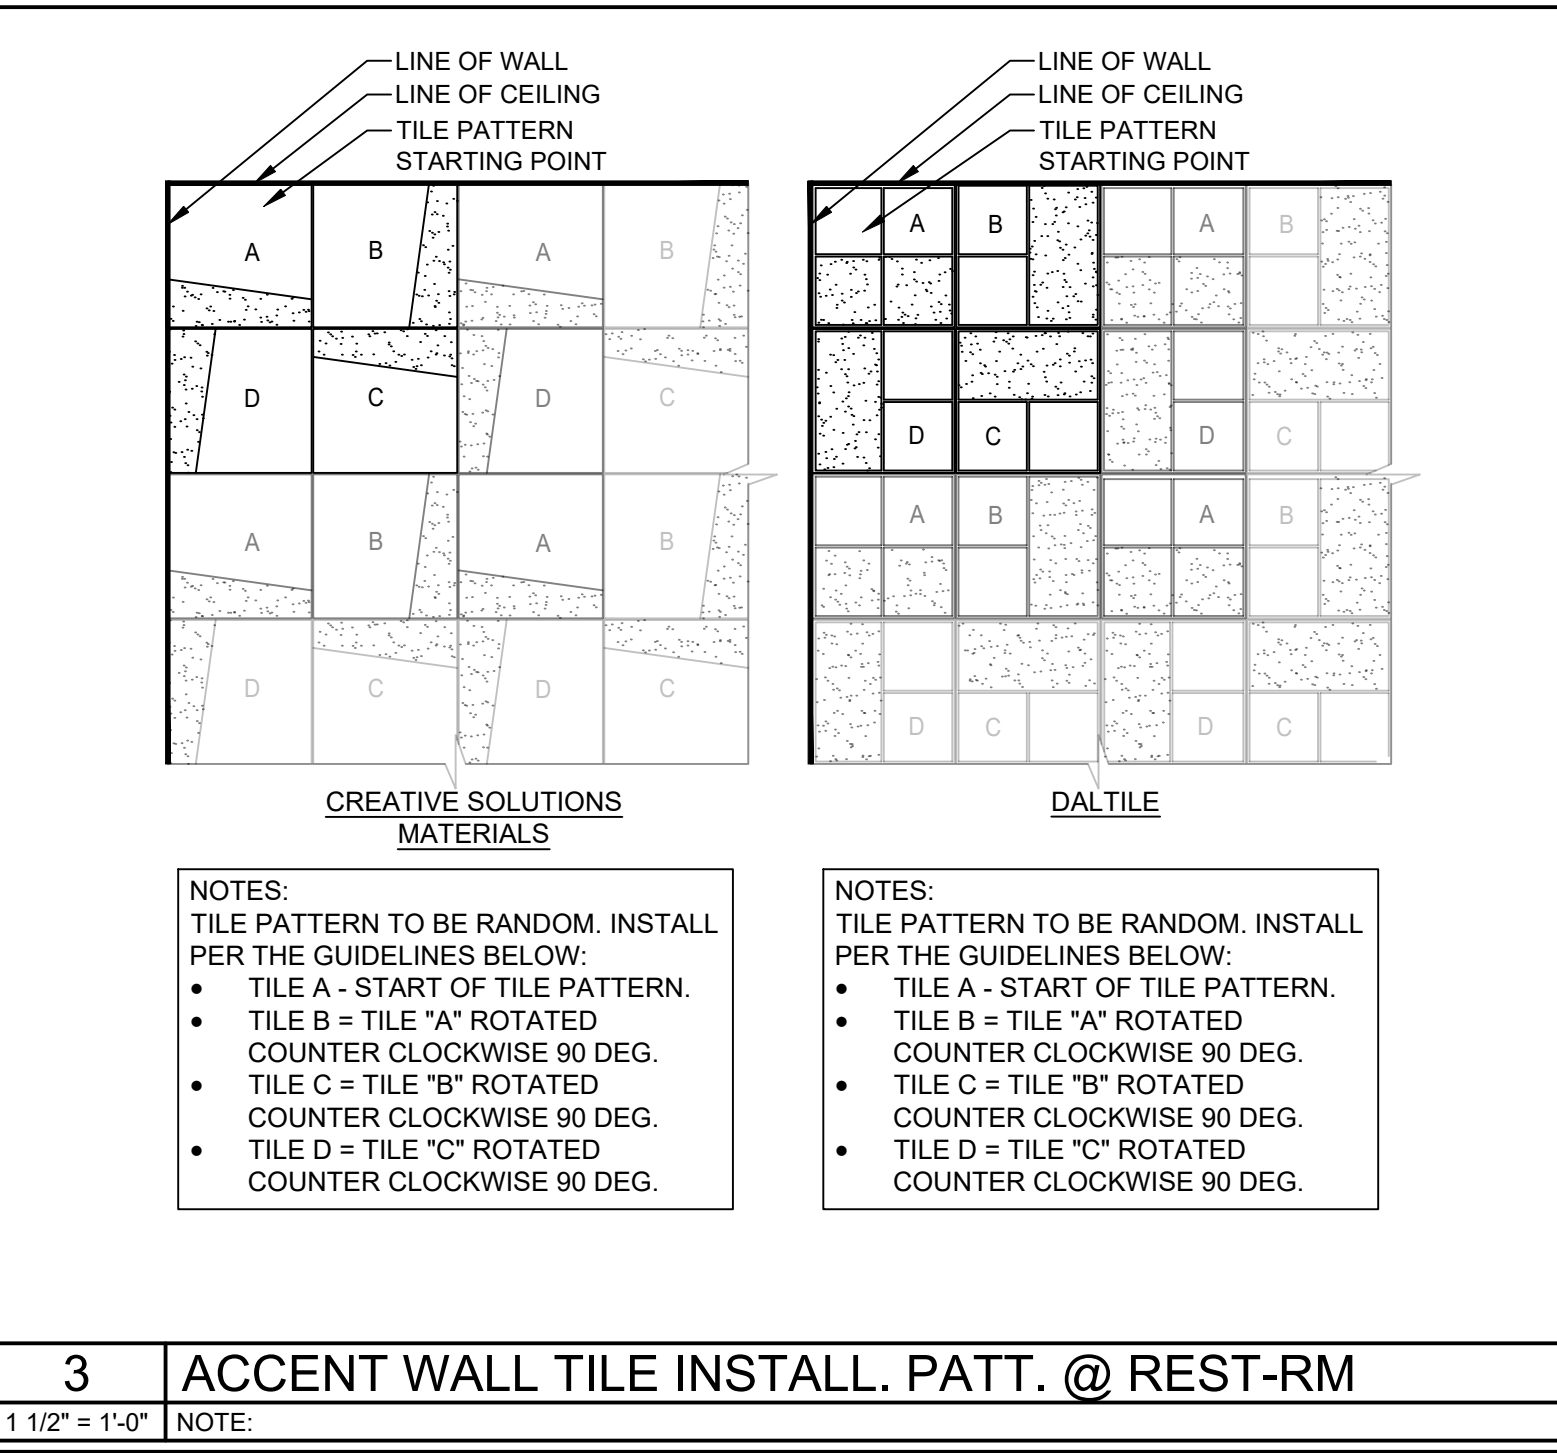 LINE OF WALL
LINE OF CEILING
TILE PATTERN
STARTING POINT
A B A B
D C D C
A B A B
D C D C
CREATIVE SOLUTIONS
MATERIALS
NOTES:
TILE PATTERN TO BE RANDOM. INSTALL
PER THE GUIDELINES BELOW:
• TILE A - START OF TILE PATTERN.
• TILE B = TILE "A" ROTATED
COUNTER CLOCKWISE 90 DEG.
• TILE C = TILE "B" ROTATED
COUNTER CLOCKWISE 90 DEG.
• TILE D = TILE "C" ROTATED
COUNTER CLOCKWISE 90 DEG.
LINE OF WALL
LINE OF CEILING
TILE PATTERN
STARTING POINT
A B A B
D C D C
A B A B
D C D C
DALTILE
NOTES:
TILE PATTERN TO BE RANDOM. INSTALL
PER THE GUIDELINES BELOW:
• TILE A - START OF TILE PATTERN.
• TILE B = TILE "A" ROTATED
COUNTER CLOCKWISE 90 DEG.
• TILE C = TILE "B" ROTATED
COUNTER CLOCKWISE 90 DEG.
• TILE D = TILE "C" ROTATED
COUNTER CLOCKWISE 90 DEG.
3 ACCENT WALL TILE INSTALL. PATT. @ REST-RM
1 1/2" = 1'-0" NOTE: